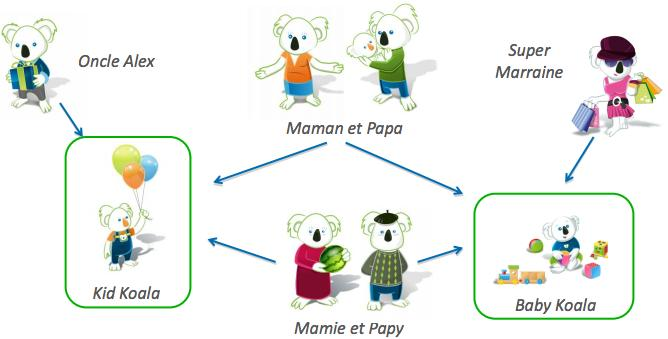 Oncle Alex
Super
Marraine
Maman et Papa
Kid Koala
Baby Koala
Mamie et Papy